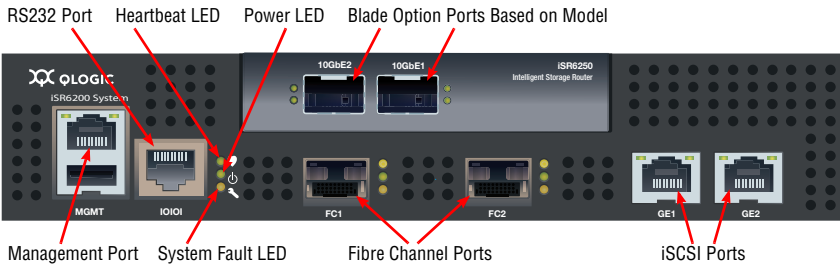 RS232 Port Heartbeat LED Power LED Blade Option Ports Based on Model
10GbE2 10GbE1 iSR6250
Intelligent Storage Router
QLOGIC
iSR6200 System
MGMT IOIOI FC1 FC2 GE1 GE2
Management Port System Fault LED Fibre Channel Ports iSCSI Ports